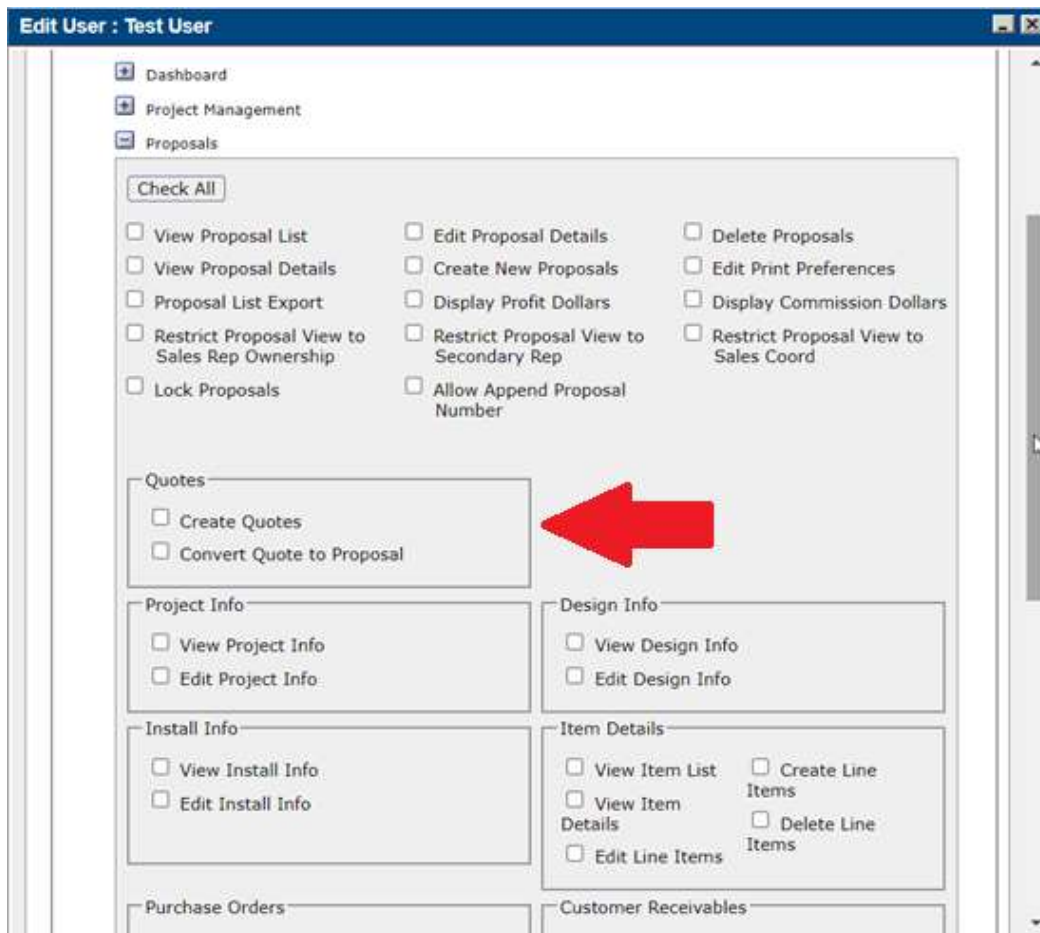 Edit User : Test User
Dashboard
Project Management
Proposals
Check All
View Proposal List
Edit Proposal Details
Delete Proposals
View Proposal Details
Create New Proposals
Edit Print Preferences
Proposal List Export
Display Profit Dollars
Display Commission Dollars
Restrict Proposal View to
Sales Rep Ownership
Restrict Proposal View to
Secondary Rep
Restrict Proposal View to
Sales Coord
Lock Proposals
Allow Append Proposal
Number
Quotes
Create Quotes
Convert Quote to Proposal
Project Info
View Project Info
Edit Project Info
Design Info
View Design Info
Edit Design Info
Install Info
View Install Info
Edit Install Info
Item Details
View Item List
View Item
Details
Edit Line Items
Create Line
Items
Delete Line
Items
Purchase Orders
Customer Receivables